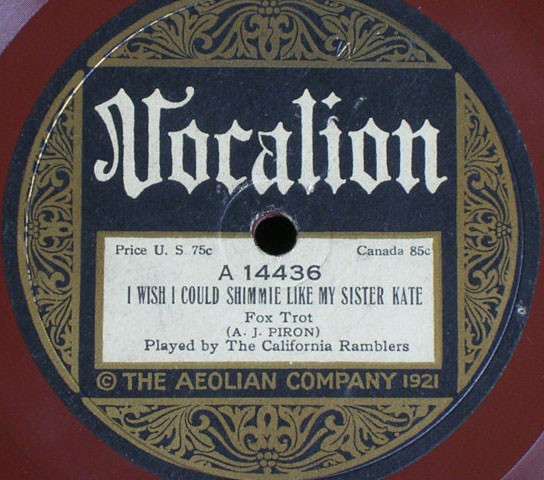 Vocalion
Price U. S. 75c Canada 85c
A 14436
I WISH I COULD SHIMMIE LIKE MY SISTER KATE
Fox Trot
(A. J. PIRON)
Played by The California Ramblers
© THE AEOLIAN COMPANY 1921